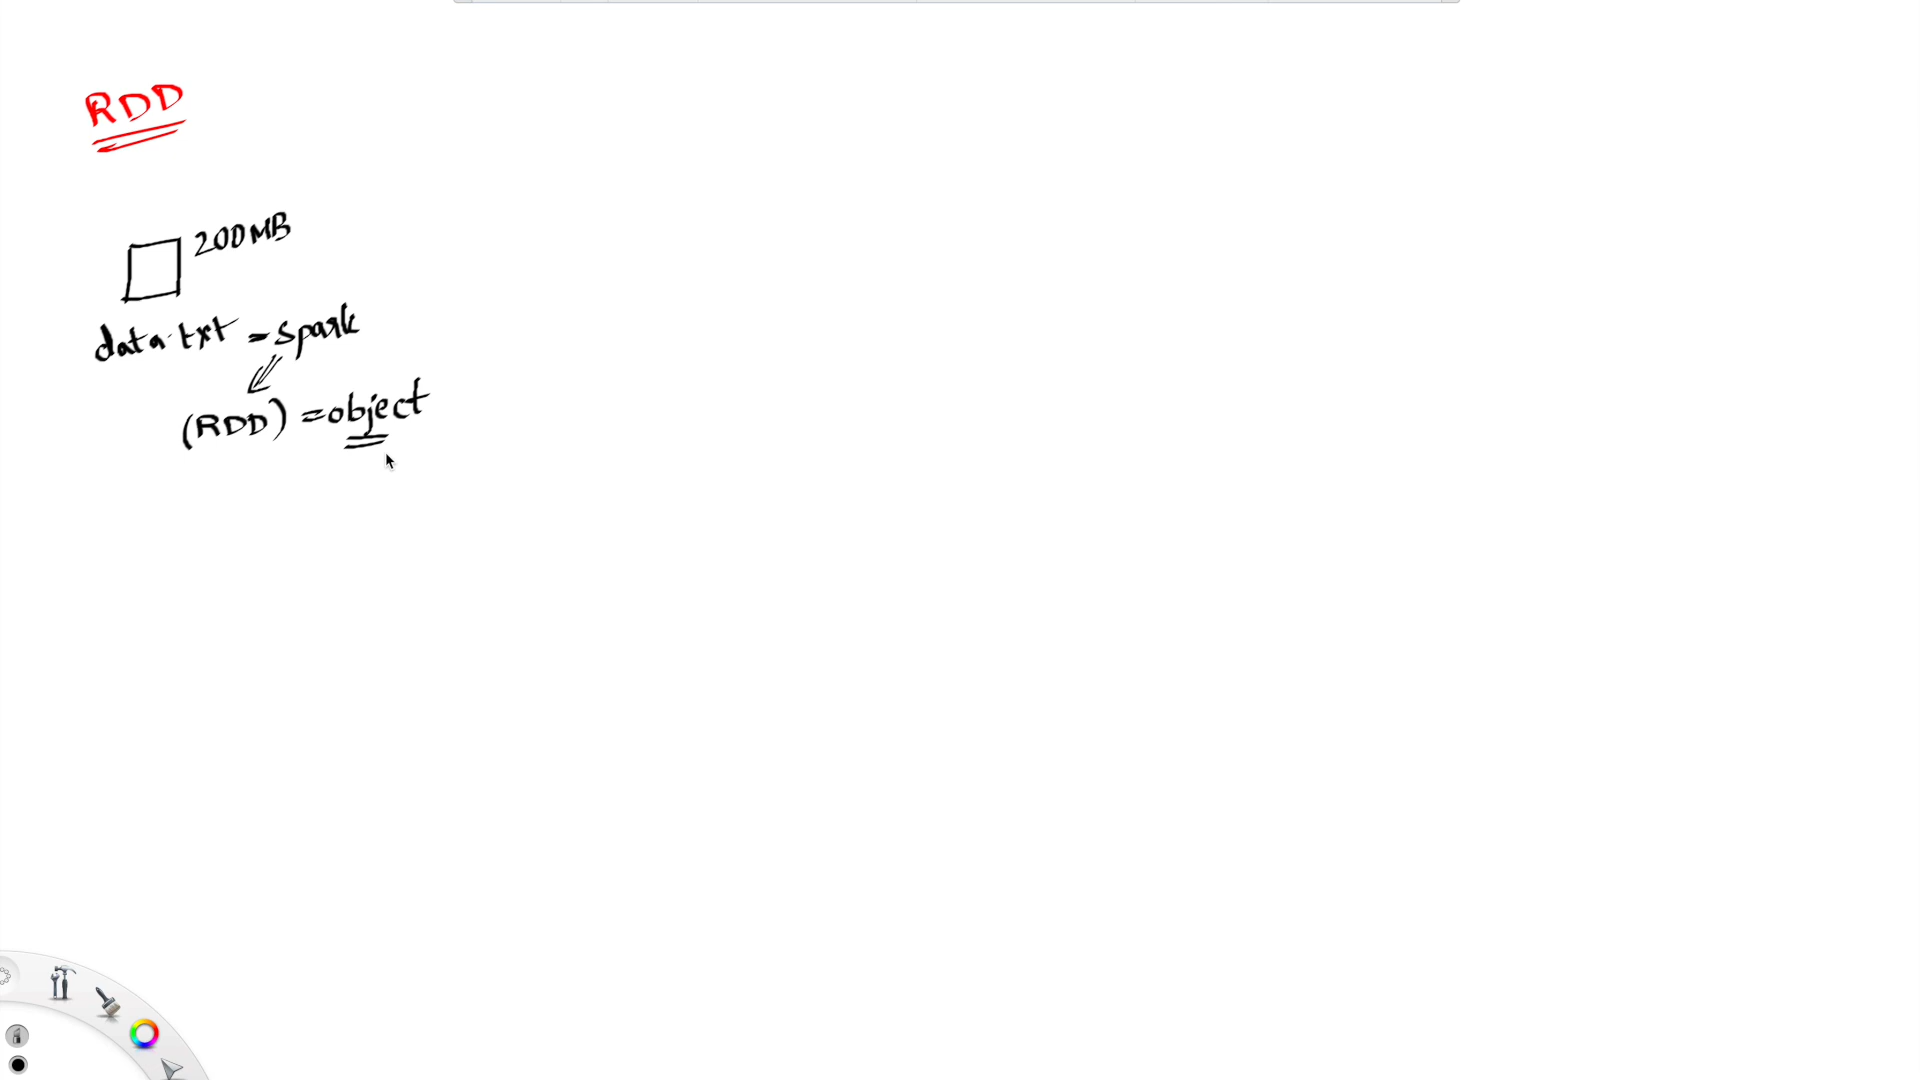 RDD
200MB
data.txt - spark
(RDD) = object